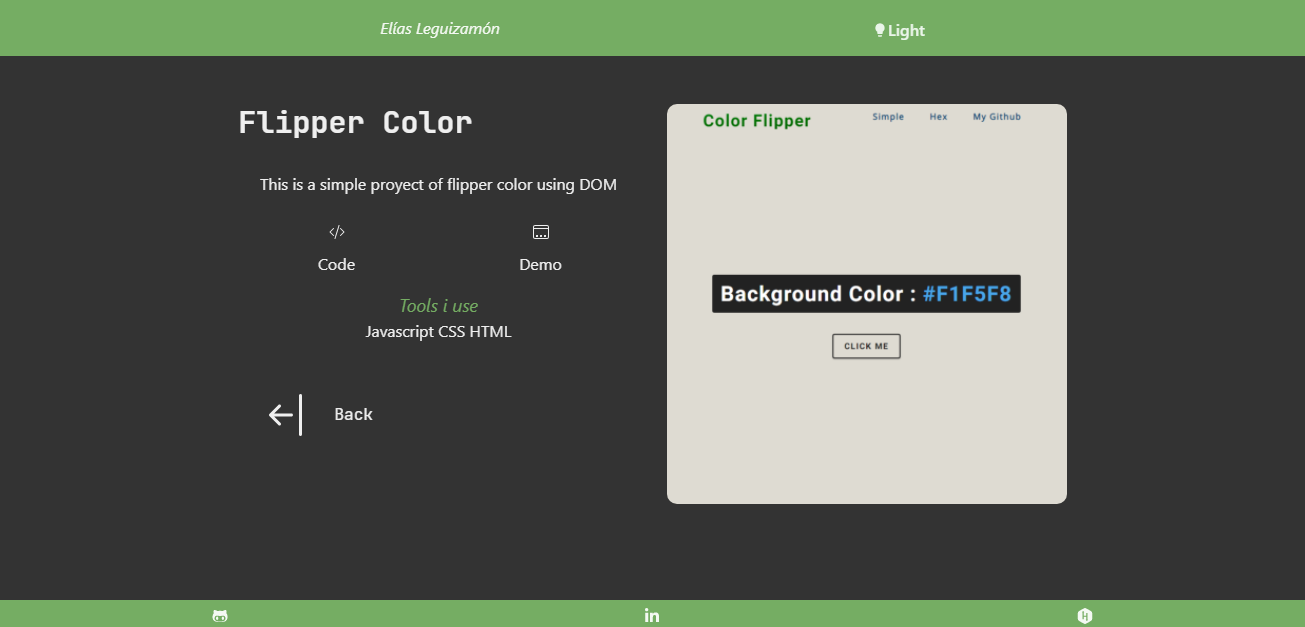 Elías Leguizamón
Light
Flipper Color
This is a simple proyect of flipper color using DOM
Code
Demo
Tools i use
Javascript CSS HTML
Back
Color Flipper
Simple Hex My Github
Background Color : #F1F5F8
CLICK ME